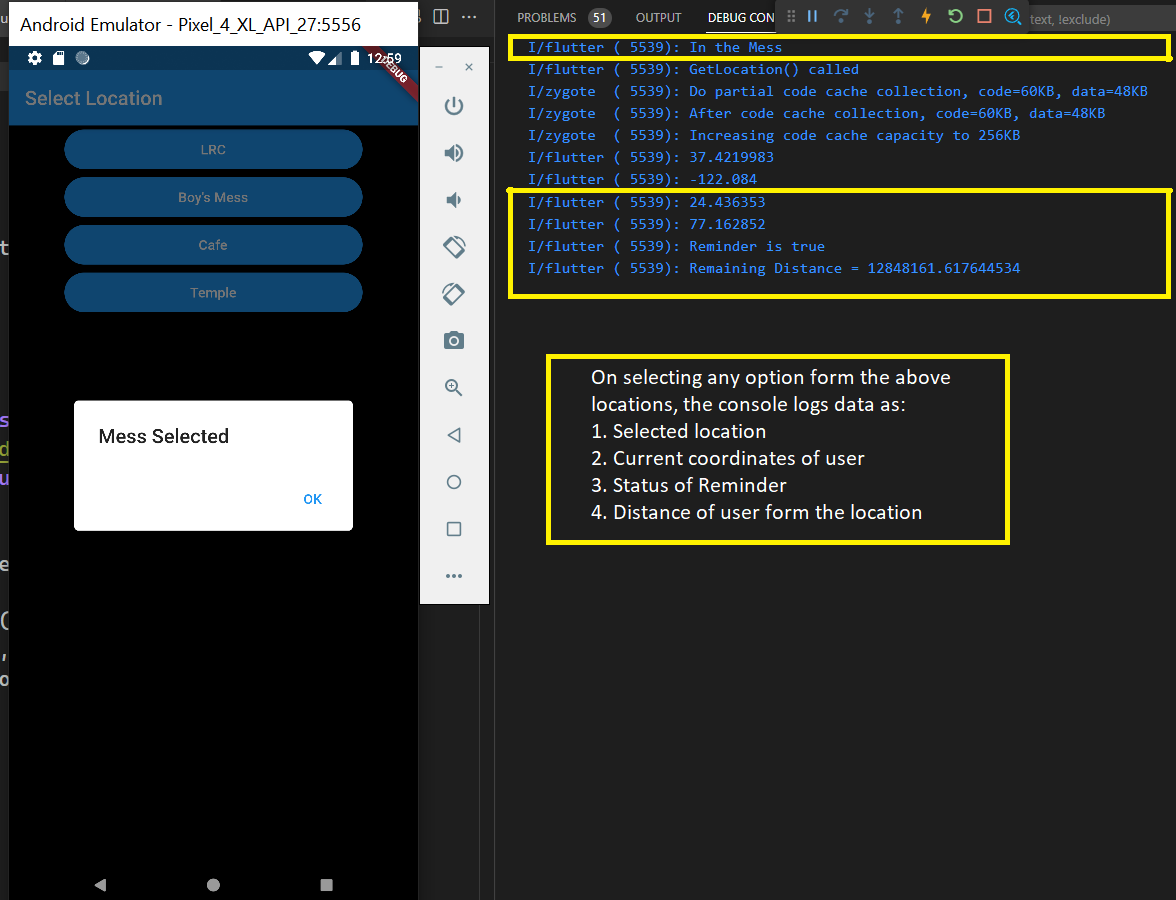 Android Emulator - Pixel_4_XL_API_27:5556
12:59
DEBUG
Select Location
LRC
Boy's Mess
Cafe
Temple
Mess Selected
OK
PROBLEMS 51 OUTPUT DEBUG CON text, !exclude)
I/flutter ( 5539): In the Mess
I/flutter ( 5539): GetLocation() called
I/zygote  ( 5539): Do partial code cache collection, code=60KB, data=48KB
I/zygote  ( 5539): After code cache collection, code=60KB, data=48KB
I/zygote  ( 5539): Increasing code cache capacity to 256KB
I/flutter ( 5539): 37.4219983
I/flutter ( 5539): -122.084
I/flutter ( 5539): 24.436353
I/flutter ( 5539): 77.162852
I/flutter ( 5539): Reminder is true
I/flutter ( 5539): Remaining Distance = 12848161.617644534
On selecting any option form the above
locations, the console logs data as:
1. Selected location
2. Current coordinates of user
3. Status of Reminder
4. Distance of user form the location